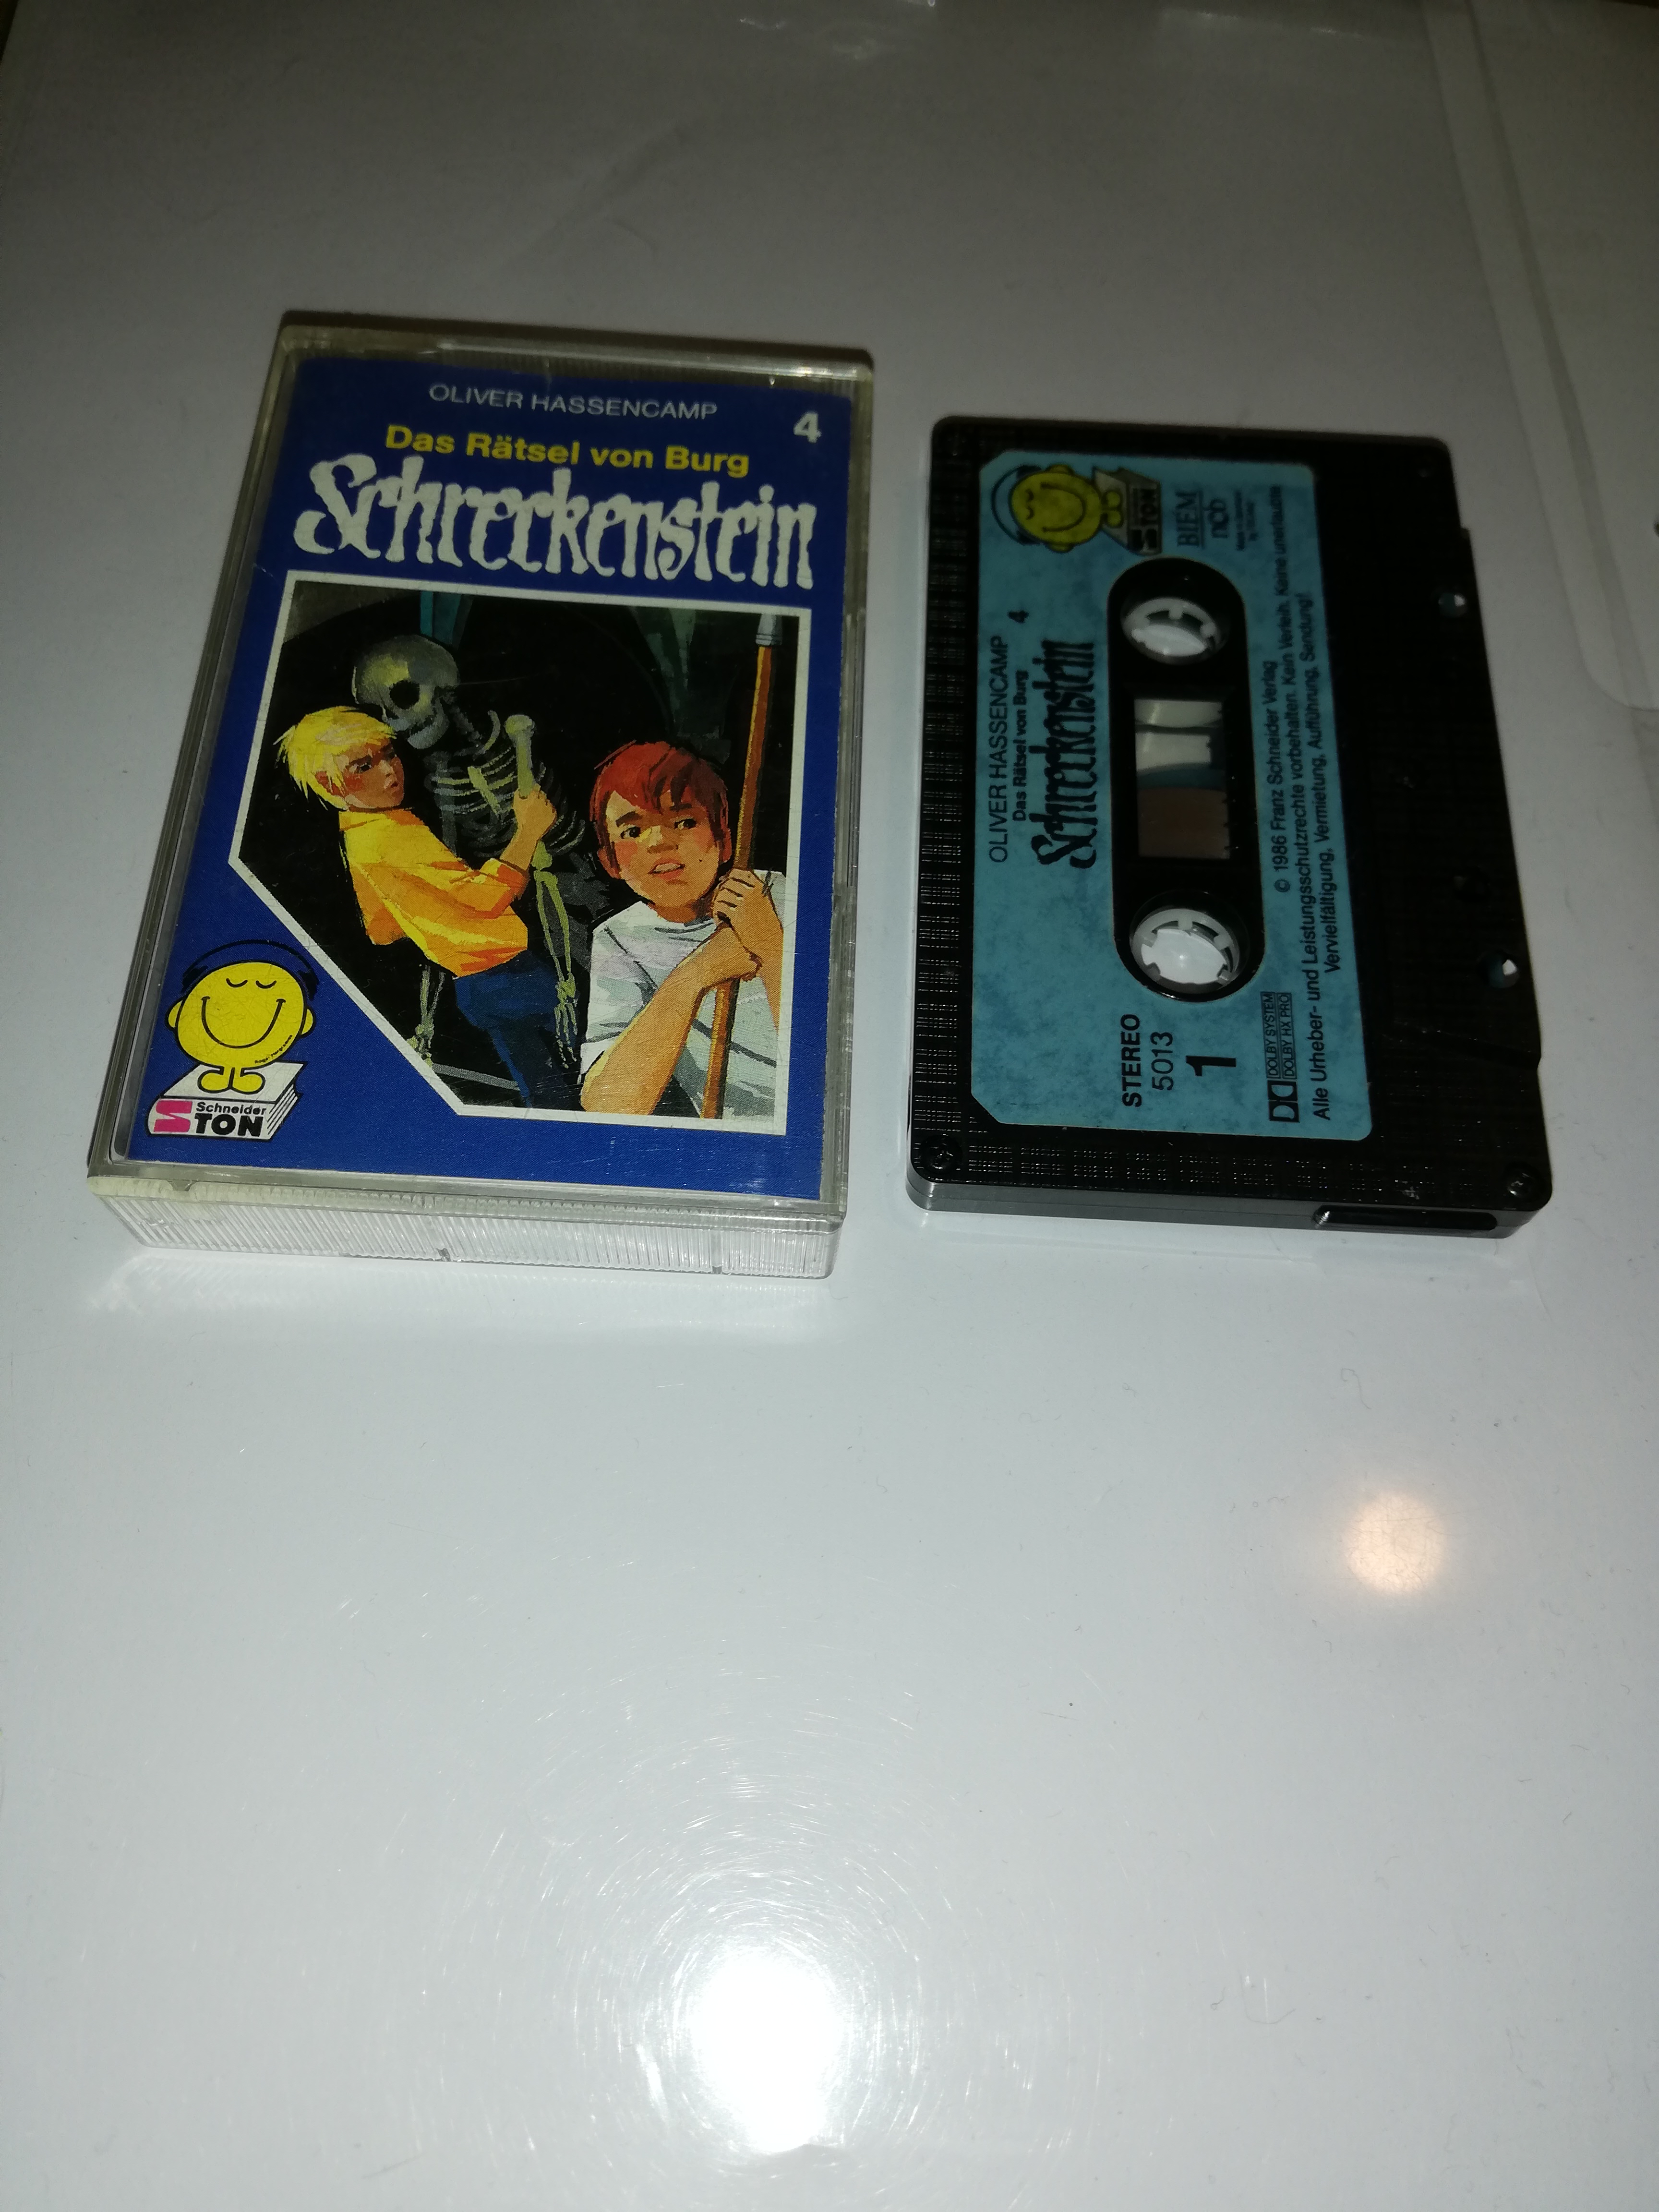 OLIVER HASSENCAMP
4
Das Rätsel von Burg
Schreckenstein
Schneider
TON
OLIVER HASSENCAMP
Das Rätsel von Burg 4
Schreckenstein
TON
BIEM
ncb
STEREO
5013
1
DOLBY SYSTEM
DOLBY HX PRO
© 1986 Franz Schneider Verlag
Alle Urheber- und Leistungsschutzrechte vorbehalten. Kein Verleih. Keine unerlaubte
Vervielfältigung, Vermietung, Aufführung, Sendung!